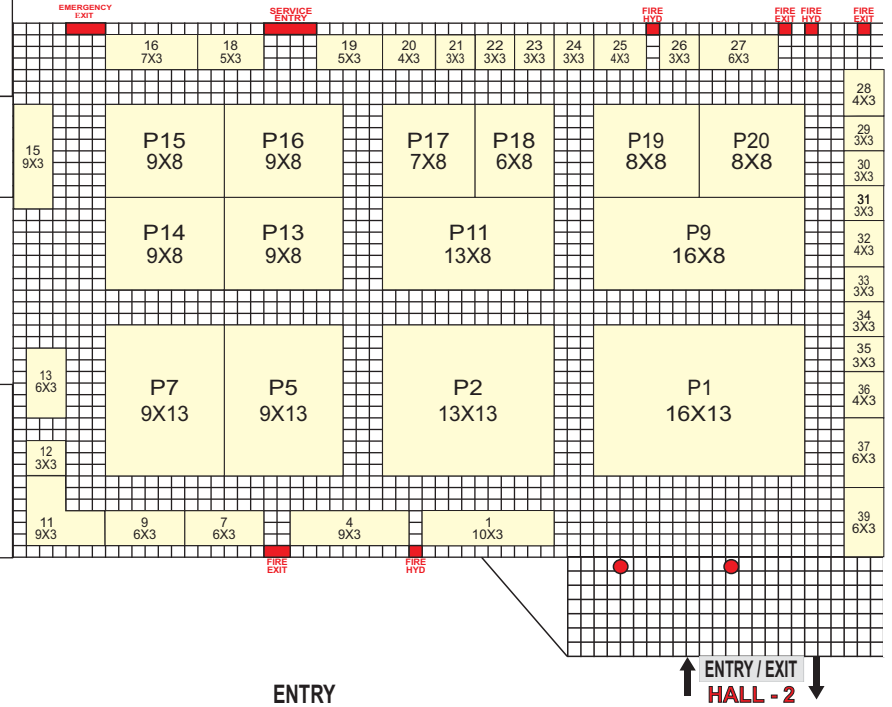 EMERGENCY
EXIT
SERVICE
ENTRY
FIRE
HYD
FIRE
EXIT
FIRE
HYD
FIRE
EXIT
16
7X3
18
5X3
19
5X3
20
4X3
21
3X3
22
3X3
23
3X3
24
3X3
25
4X3
26
3X3
27
6X3
28
4X3
29
3X3
30
3X3
31
3X3
32
4X3
33
3X3
34
3X3
35
3X3
36
4X3
37
6X3
39
6X3
15
9X3
P15
9X8
P16
9X8
P17
7X8
P18
6X8
P19
8X8
P20
8X8
P14
9X8
P13
9X8
P11
13X8
P9
16X8
13
6X3
P7
9X13
P5
9X13
P2
13X13
P1
16X13
12
3X3
11
9X3
9
6X3
7
6X3
4
9X3
1
10X3
FIRE
EXIT
FIRE
HYD
ENTRY / EXIT
HALL - 2
ENTRY